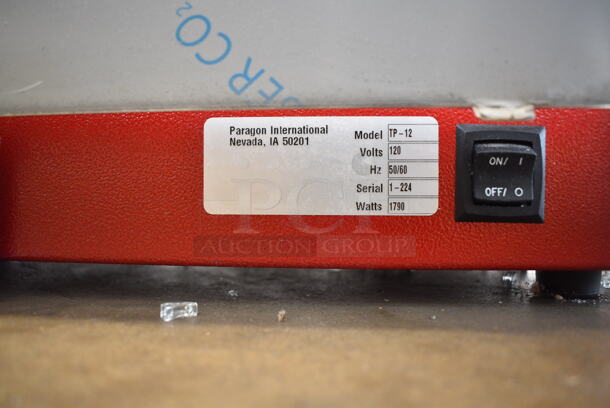 BER CO₂
Paragon International
Nevada, IA 50201
Model TP-12
Volts 120
Hz 50/60
Serial 1-224
Watts 1790
ON/ I
OFF/ O
PCI
AUCTION GROUP